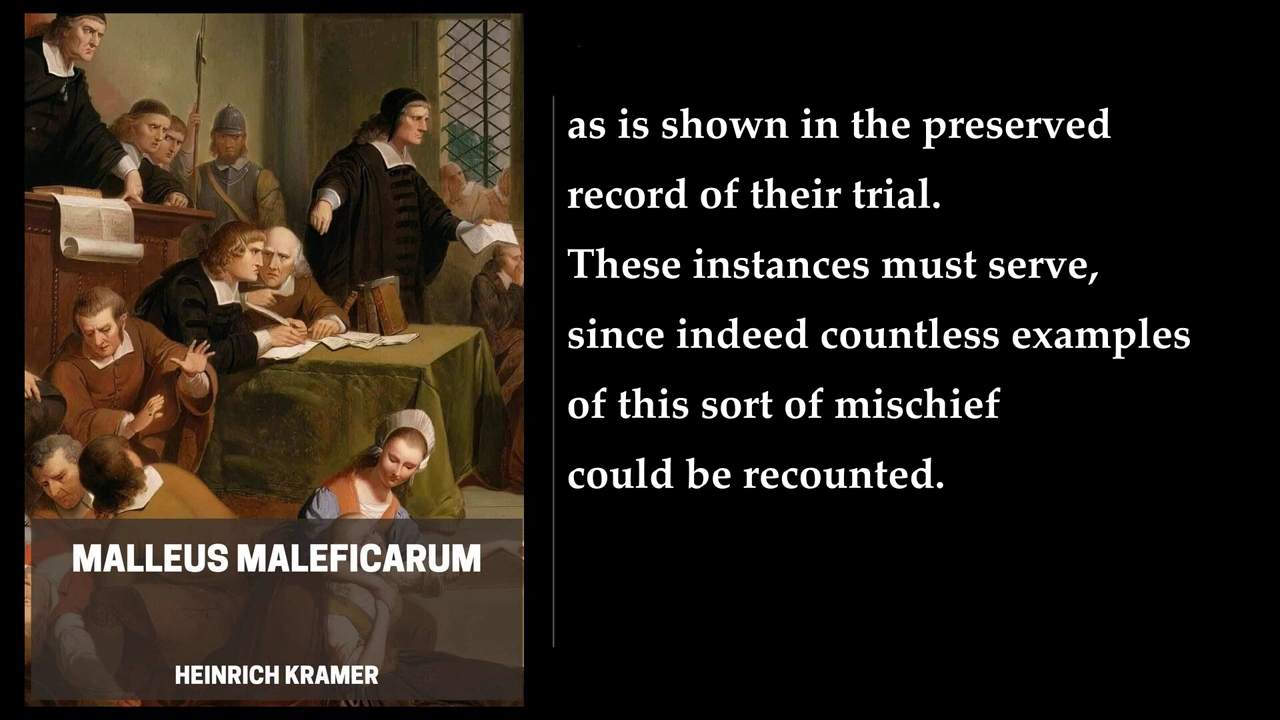 as is shown in the preserved
record of their trial.
These instances must serve,
since indeed countless examples
of this sort of mischief
could be recounted.
MALLEUS MALEFICARUM
HEINRICH KRAMER